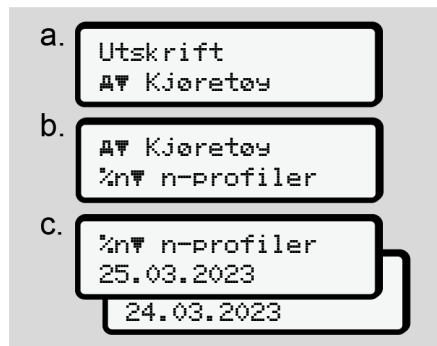 a.
Utskrift
Kjøretøy
b.
Kjøretøy
%n▼ n-profiler
c.
%n▼ n-profiler
25.03.2023
24.03.2023